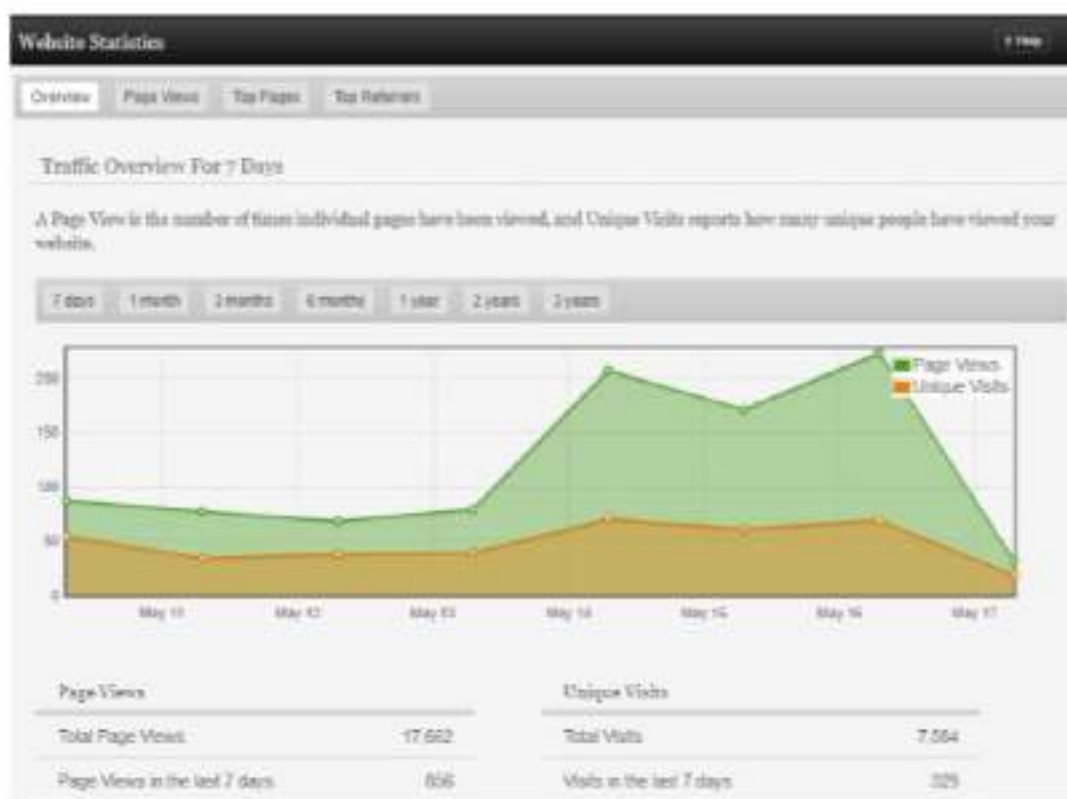 Website Statistics
Help
Overview Page Views Top Pages Top Referrers
Traffic Overview For 7 Days
A Page View is the number of times individual pages have been viewed, and Unique Visits reports how many unique people have viewed your
website.
7 days 1 month 3 months 6 months 1 year 2 years 3 years
Page Views
Unique Visits
200
150
100
50
0
May 11 May 12 May 13 May 14 May 15 May 16 May 17
Page Views Unique Visits
Total Page Views 17,662 Total Visits
Page Views in the last 7 days 856 Visits in the last 7 days 329